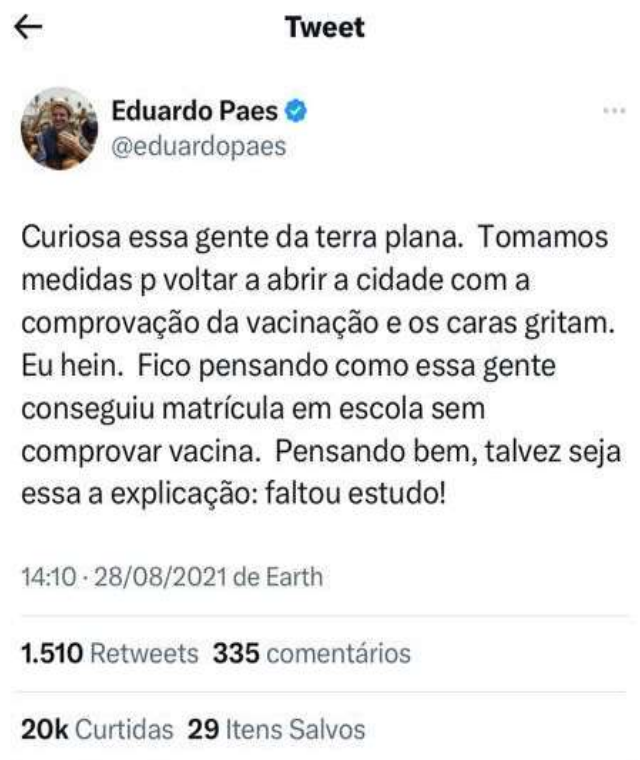 Tweet
Eduardo Paes
@eduardopaes
Curiosa essa gente da terra plana.  Tomamos
medidas p voltar a abrir a cidade com a
comprovação da vacinação e os caras gritam.
Eu hein.  Fico pensando como essa gente
conseguiu matrícula em escola sem
comprovar vacina.  Pensando bem, talvez seja
essa a explicação: faltou estudo!
14:10 · 28/08/2021 de Earth
1.510 Retweets  335 comentários
20k Curtidas  29 Itens Salvos